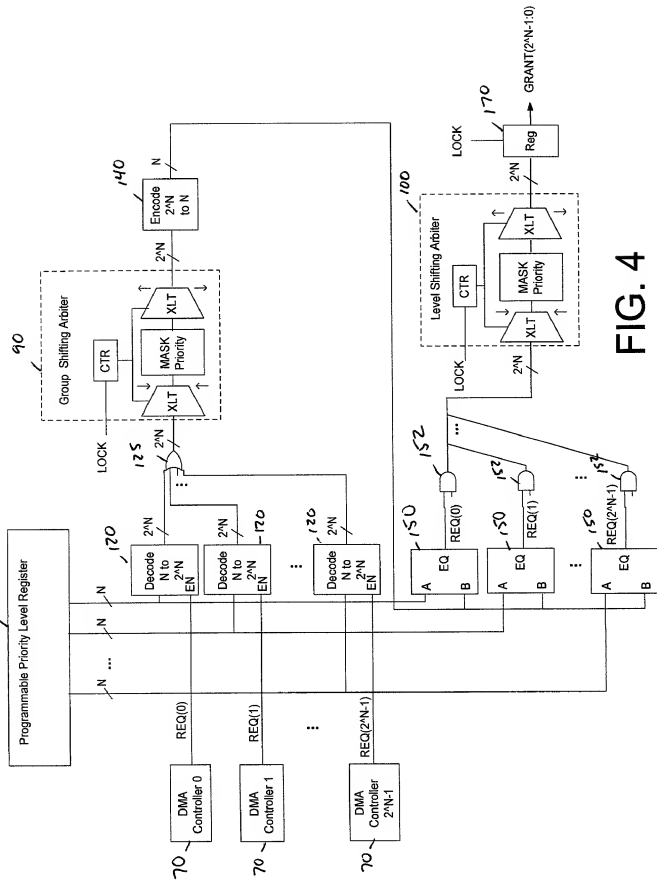 Programmable Priority Level Register
N
N
N
...
DMA
Controller 0
70
REQ(0)
DMA
Controller 1
70
REQ(1)
...
DMA
Controller
2^N-1
70
REQ(2^N-1)
120
Decode
N to
2^N
EN
2^N
120
Decode
N to
2^N
EN
2^N
...
120
Decode
N to
2^N
EN
2^N
125
...
2^N
90
Group Shifting Arbiter
LOCK
CTR
XLT
MASK
Priority
XLT
2^N
140
Encode
2^N
to N
N
150
A
EQ
B
REQ(0)
152
150
A
EQ
B
REQ(1)
152
...
150
A
EQ
B
REQ(2^N-1)
152
...
...
2^N
100
Level Shifting Arbiter
LOCK
CTR
XLT
MASK
Priority
XLT
2^N
LOCK
170
Reg
GRANT(2^N-1:0)
FIG. 4